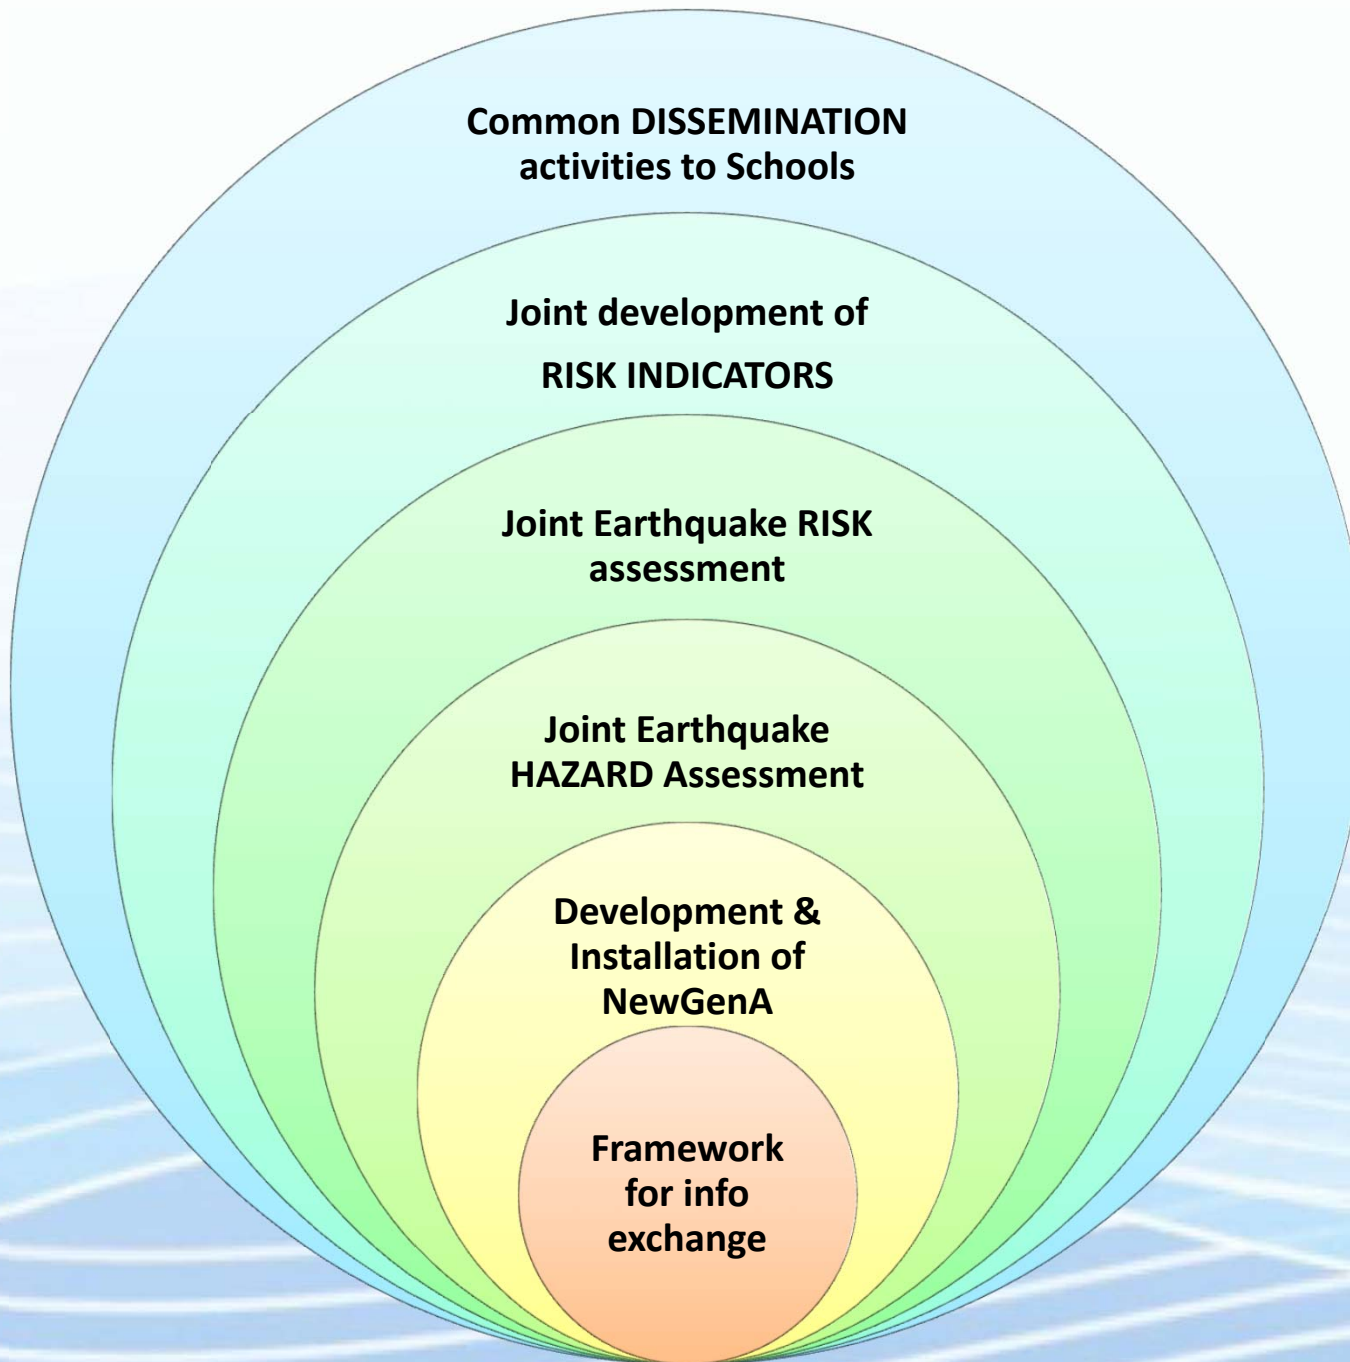 Common DISSEMINATION
activities to Schools
Joint development of
RISK INDICATORS
Joint Earthquake RISK
assessment
Joint Earthquake
HAZARD Assessment
Development &
Installation of
NewGenA
Framework
for info
exchange